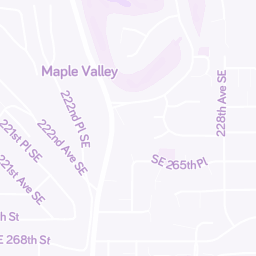 Maple Valley
222nd Pl SE
228th Ave SE
221st Pl SE
222nd Ave SE
SE 265th Pl
221st Ave SE
h St
E 268th St